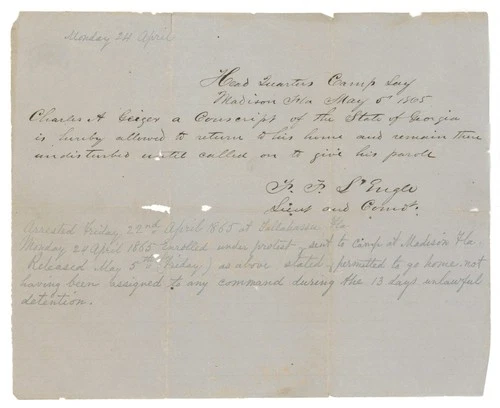 Monday 24 April
Head Quarters Camp Lay
Madison Fla May 5th 1865
Charles A Geiger a Conscript of the State of Georgia
is hereby allowed to return to his home and remain there
undisturbed until called on to give his parole
F. F. L'Engle
Lieut and Comdt.
Arrested Friday 22nd April 1865 at Tallahassa Fla
Monday 24 April 1865 Enrolled under protest, sent to camp at Madison Fla.
Released May 5th (Friday) as above stated, permitted to go home not
having been assigned to any command during the 13 days unlawful
detention.